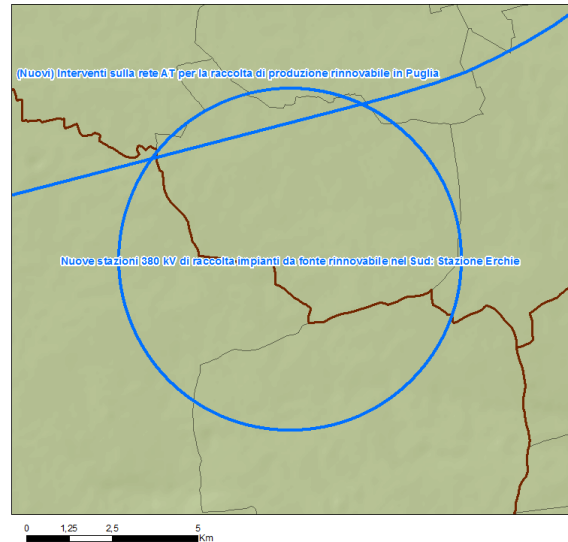 (Nuovi) Interventi sulla rete AT per la raccolta di produzione rinnovabile in Puglia
Nuove stazioni 380 kV di raccolta impianti da fonte rinnovabile nel Sud: Stazione Erchie
0 1,25 2,5 5
Km